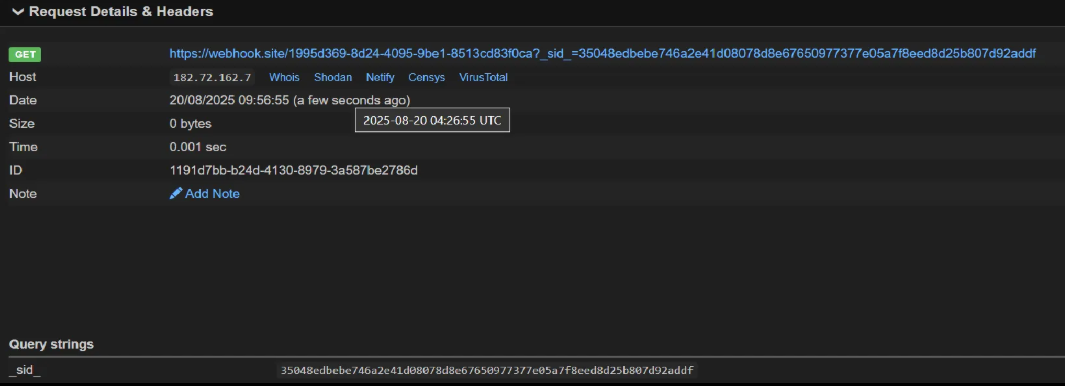 Request Details & Headers
GET https://webhook.site/1995d369-8d24-4095-9be1-8513cd83f0ca?_sid_=35048edbebe746a2e41d08078d8e67650977377e05a7f8eed8d25b807d92addf
Host 182.72.162.7 Whois Shodan Netify Censys VirusTotal
Date 20/08/2025 09:56:55 (a few seconds ago)
2025-08-20 04:26:55 UTC
Size 0 bytes
Time 0.001 sec
ID 1191d7bb-b24d-4130-8979-3a587be2786d
Note Add Note
Query strings
_sid_ 35048edbebe746a2e41d08078d8e67650977377e05a7f8eed8d25b807d92addf